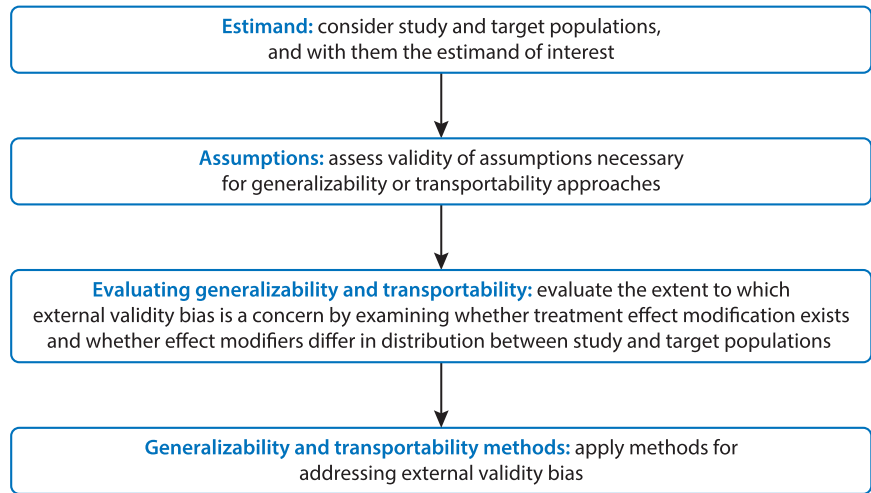 Estimand: consider study and target populations,
and with them the estimand of interest
Assumptions: assess validity of assumptions necessary
for generalizability or transportability approaches
Evaluating generalizability and transportability: evaluate the extent to which
external validity bias is a concern by examining whether treatment effect modification exists
and whether effect modifiers differ in distribution between study and target populations
Generalizability and transportability methods: apply methods for
addressing external validity bias